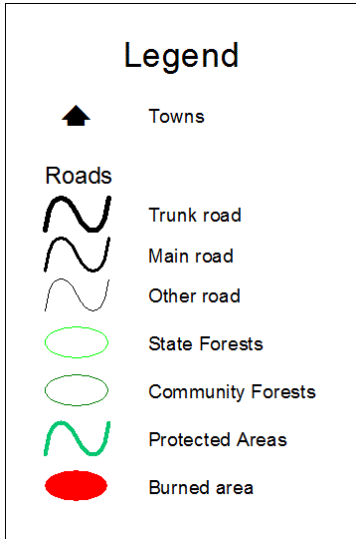 Legend
Towns
Roads
Trunk road
Main road
Other road
State Forests
Community Forests
Protected Areas
Burned area